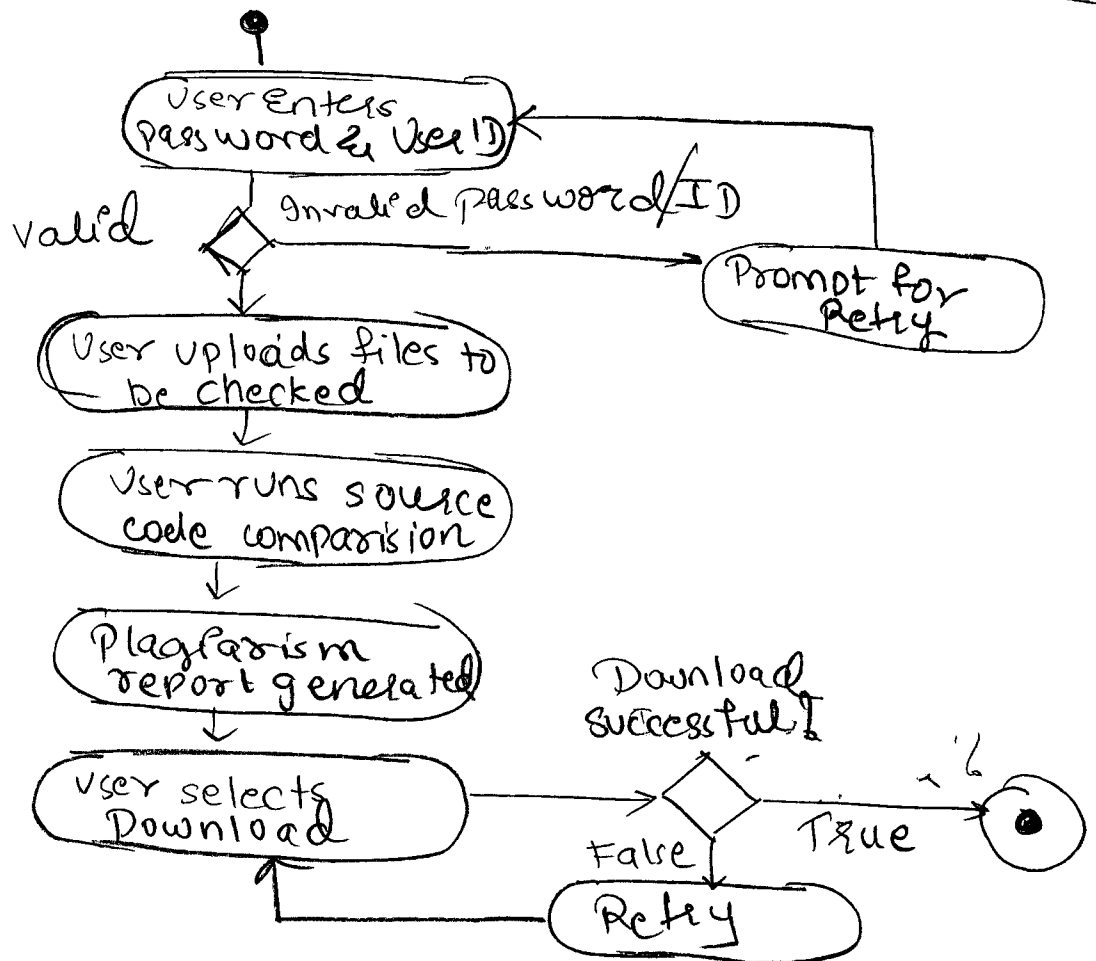 User Enters
Password & User ID
Valid
Invalid Password/ID
Prompt for
Retry
User uploads files to
be checked
User runs source
code comparision
Plagiarism
report generated
Download
successful?
User selects
Download
True
False
Retry